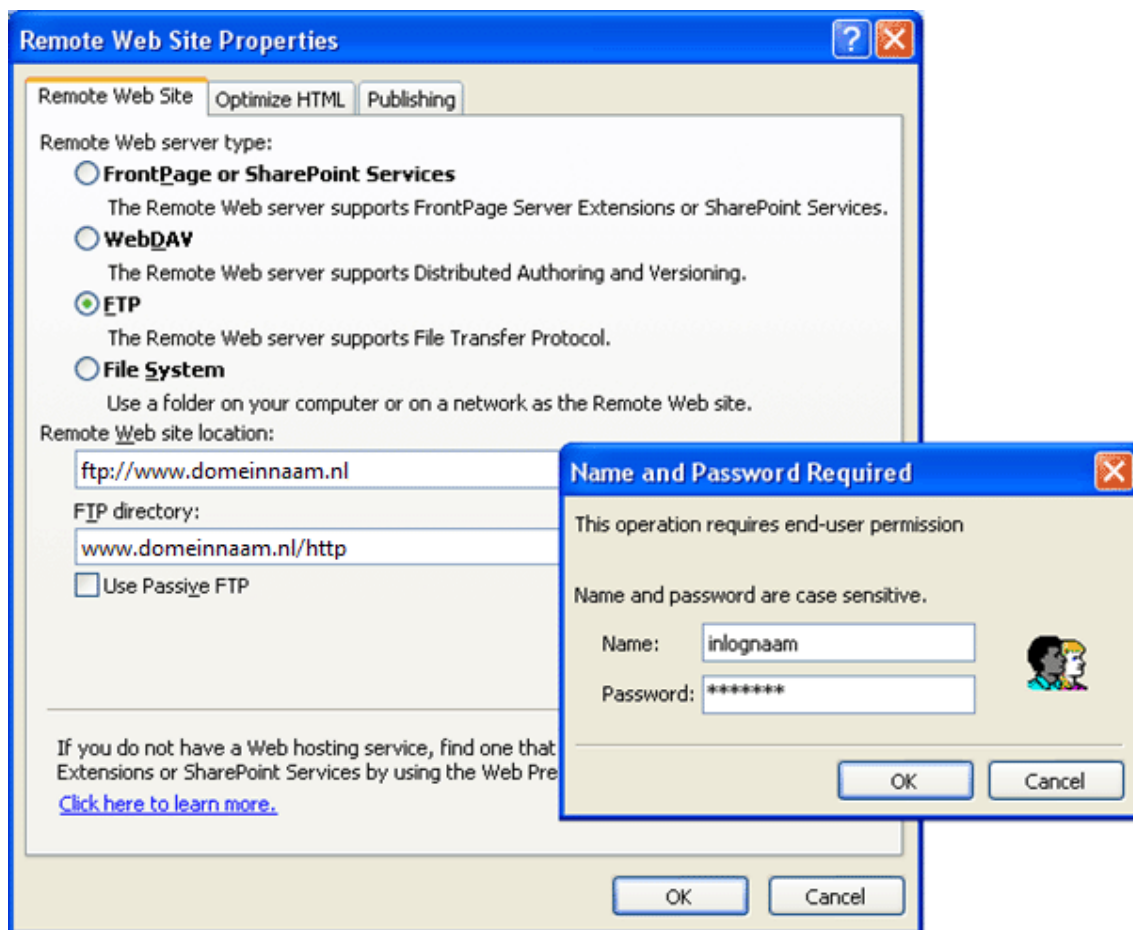 Remote Web Site Properties
Remote Web Site
Optimize HTML
Publishing
Remote Web server type:
FrontPage or SharePoint Services
The Remote Web server supports FrontPage Server Extensions or SharePoint Services.
WebDAV
The Remote Web server supports Distributed Authoring and Versioning.
FTP
The Remote Web server supports File Transfer Protocol.
File System
Use a folder on your computer or on a network as the Remote Web site.
Remote Web site location:
ftp://www.domeinnaam.nl
FTP directory:
www.domeinnaam.nl/http
Use Passive FTP
If you do not have a Web hosting service, find one that
Extensions or SharePoint Services by using the Web Pre
Click here to learn more.
OK
Cancel
Name and Password Required
This operation requires end-user permission
Name and password are case sensitive.
Name:
inlognaam
Password:
*******
OK
Cancel